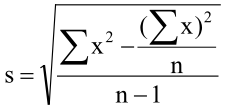 s = √((∑x² − (∑x)²/n)/(n − 1))